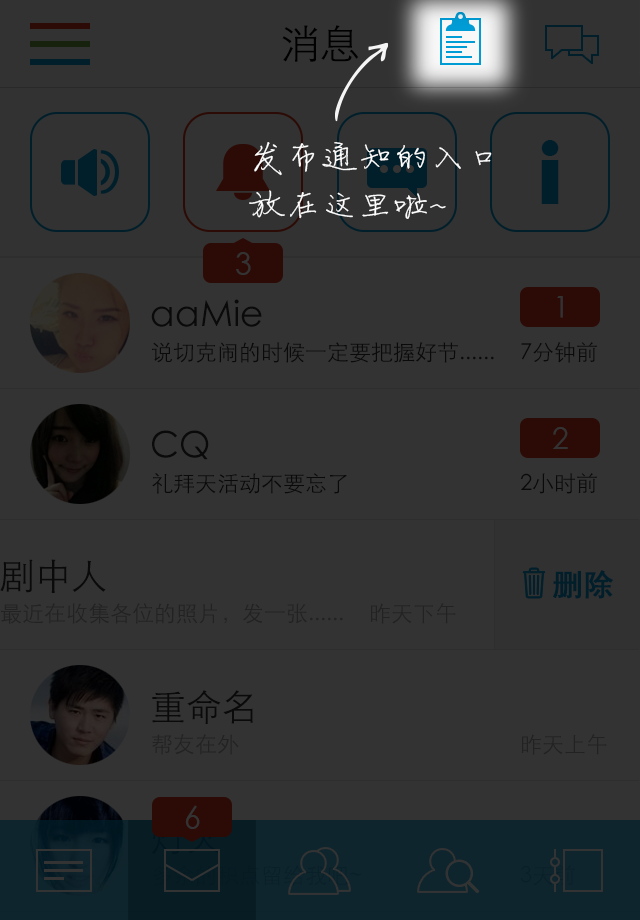 消息
发布通知的入口
放在这里啦~
3
aaMie
1
说切克闹的时候一定要把握好节……
7分钟前
CQ
2
礼拜天活动不要忘了
2小时前
剧中人
删除
最近在收集各位的照片，发一张……
昨天下午
重命名
帮友在外
昨天上午
6